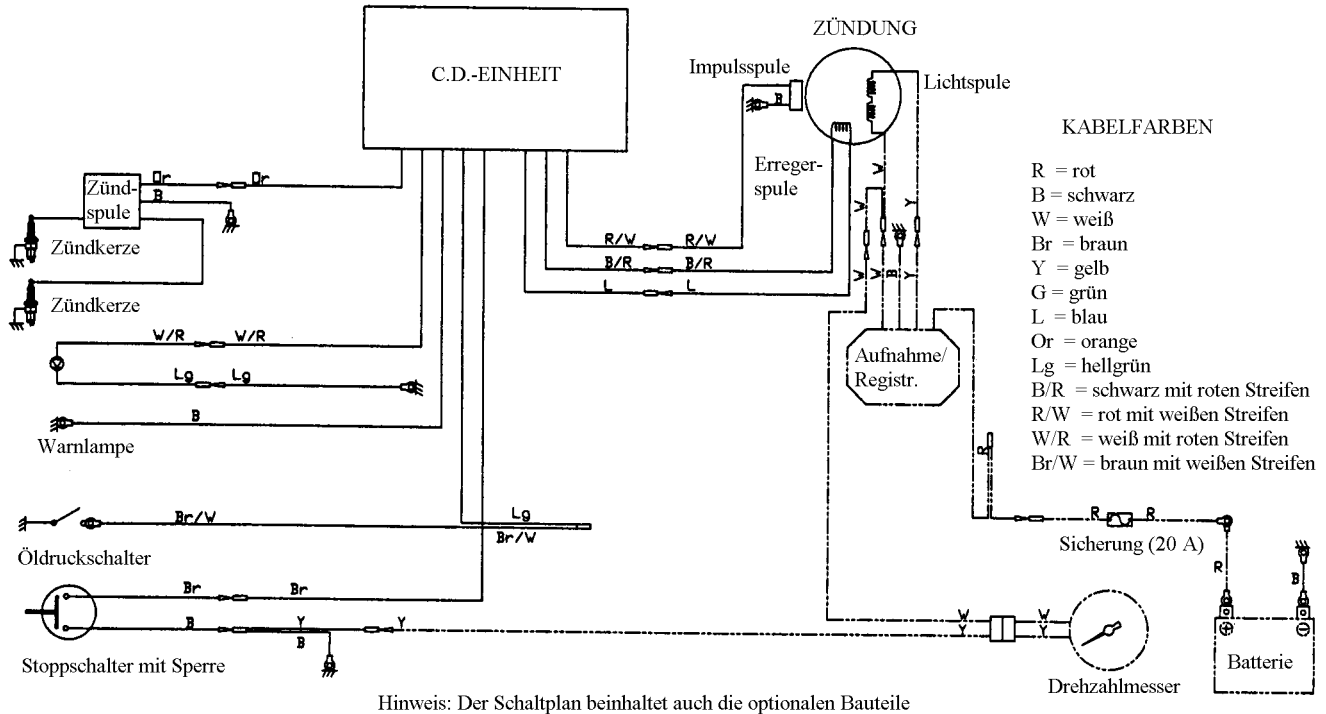 ZÜNDUNG
C.D.-EINHEIT
Impulsspule
Lichtspule
B
KABELFARBEN
Erreger-
spule
W
R = rot
B = schwarz
W = weiß
Br = braun
Y = gelb
G = grün
L = blau
Or = orange
Lg = hellgrün
B/R = schwarz mit roten Streifen
R/W = rot mit weißen Streifen
W/R = weiß mit roten Streifen
Br/W = braun mit weißen Streifen
Or Or
Zünd-
spule
B
W Y
Zündkerze
R/W R/W
B/R B/R
L L
W W B Y
Zündkerze
W/R W/R
Aufnahme/
Registr.
Lg Lg
B
Warnlampe
R
Br/W
Lg
Br/W
R R
Öldruckschalter
Sicherung (20 A)
R B
Br Br
B Y Y
B
W W
Y Y
+ -
Batterie
Stoppschalter mit Sperre
Drehzahlmesser
Hinweis: Der Schaltplan beinhaltet auch die optionalen Bauteile